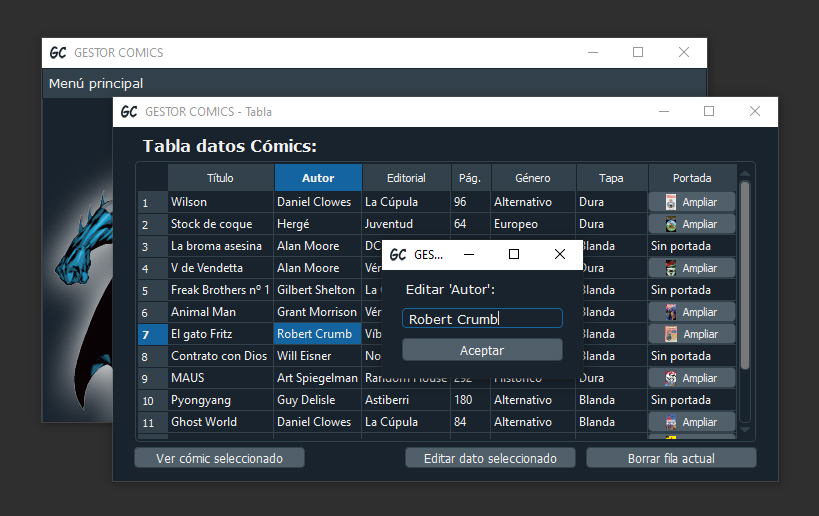 GC GESTOR COMICS
Menú principal
GC GESTOR COMICS - Tabla
Tabla datos Cómics:
Título Autor Editorial Pág. Género Tapa Portada
1 Wilson Daniel Clowes La Cúpula 96 Alternativo Dura Ampliar
2 Stock de coque Hergé Juventud 64 Europeo Dura Ampliar
3 La broma asesina Alan Moore DC Blanda Sin portada
4 V de Vendetta Alan Moore Dura Ampliar
5 Freak Brothers nº 1 Gilbert Shelton La Blanda Sin portada
6 Animal Man Grant Morrison Blanda Ampliar
7 El gato Fritz Robert Crumb Blanda Ampliar
8 Contrato con Dios Will Eisner Blanda Sin portada
9 MAUS Art Spiegelman Random House 292 Histórico Dura Ampliar
10 Pyongyang Guy Delisle Astiberri 180 Alternativo Blanda Sin portada
11 Ghost World Daniel Clowes La Cúpula 84 Alternativo Blanda Ampliar
GC GES...
Editar 'Autor':
Robert Crumb
Aceptar
Ver cómic seleccionado Editar dato seleccionado Borrar fila actual